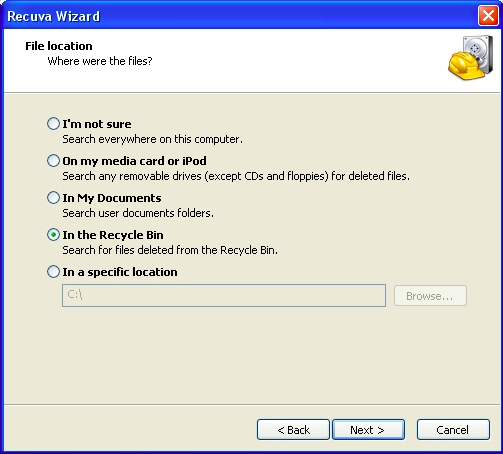 Recuva Wizard
File location
Where were the files?
I'm not sure
Search everywhere on this computer.
On my media card or iPod
Search any removable drives (except CDs and floppies) for deleted files.
In My Documents
Search user documents folders.
In the Recycle Bin
Search for files deleted from the Recycle Bin.
In a specific location
C:\
Browse...
< Back
Next >
Cancel